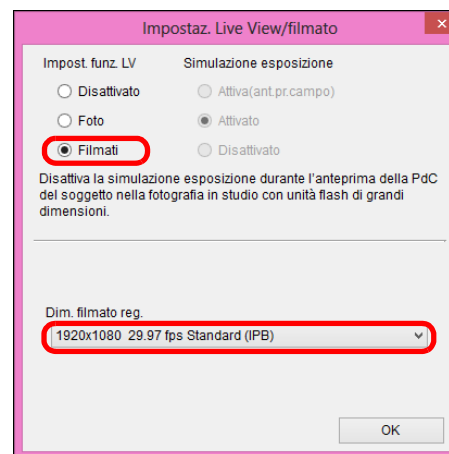 Impostaz. Live View/filmato
Impost. funz. LV
Simulazione esposizione
Disattivato
Attiva(ant.pr.campo)
Foto
Attivato
Filmati
Disattivato
Disattiva la simulazione esposizione durante l'anteprima della PdC
del soggetto nella fotografia in studio con unità flash di grandi
dimensioni.
Dim. filmato reg.
1920x1080 29.97 fps Standard (IPB)
OK